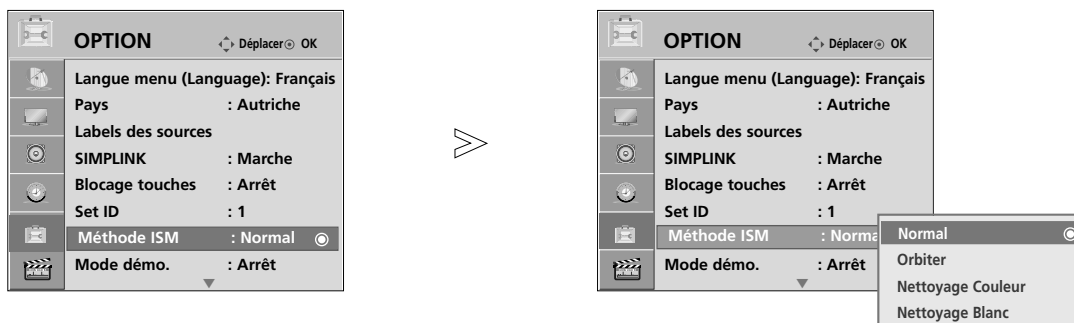 OPTION
Déplacer OK
Langue menu (Language): Français
Pays : Autriche
Labels des sources
SIMPLINK : Marche
Blocage touches : Arrêt
Set ID : 1
Méthode ISM : Normal
Mode démo. : Arrêt
OPTION
Déplacer OK
Langue menu (Language): Français
Pays : Autriche
Labels des sources
SIMPLINK : Marche
Blocage touches : Arrêt
Set ID : 1
Méthode ISM : Norma
Mode démo. : Arrêt
Normal
Orbiter
Nettoyage Couleur
Nettoyage Blanc